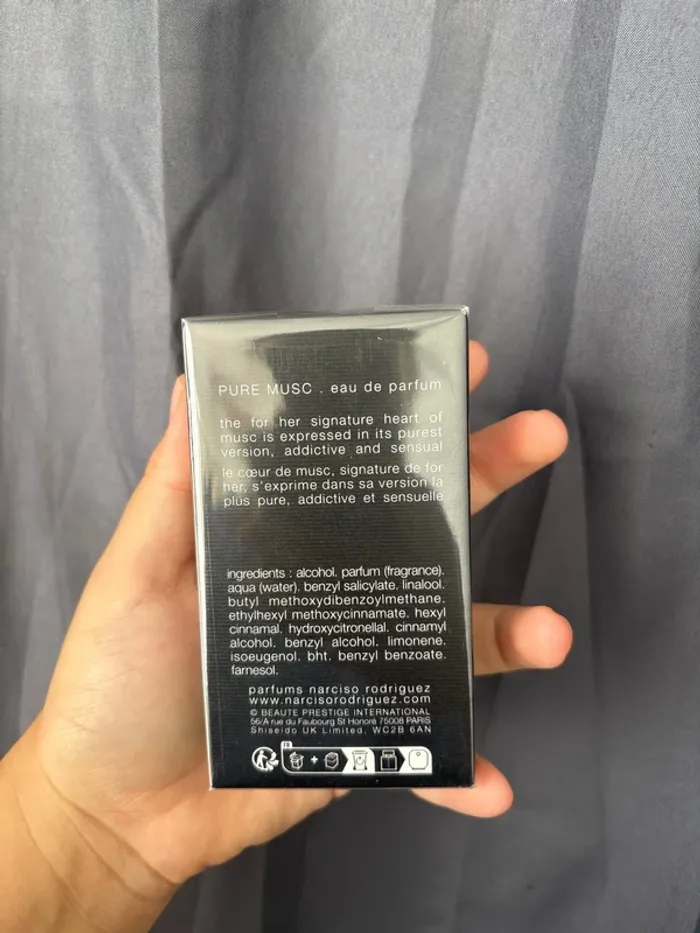 PURE MUSC . eau de parfum
the for her signature heart of
musc is expressed in its purest
version, addictive and sensual
le cœur de musc, signature de for
her, s'exprime dans sa version la
plus pure, addictive et sensuelle
ingredients : alcohol. parfum (fragrance).
aqua (water). benzyl salicylate. linalool.
butyl methoxydibenzoylmethane.
ethylhexyl methoxycinnamate. hexyl
cinnamal. hydroxycitronellal. cinnamyl
alcohol. benzyl alcohol. limonene.
isoeugenol. bht. benzyl benzoate.
farnesol.
parfums narciso rodriguez
www.narcisorodriguez.com
© BEAUTE PRESTIGE INTERNATIONAL
56/A rue du Faubourg St Honoré 75008 PARIS
Shiseido UK Limited, WC2B 6AN
FR
+